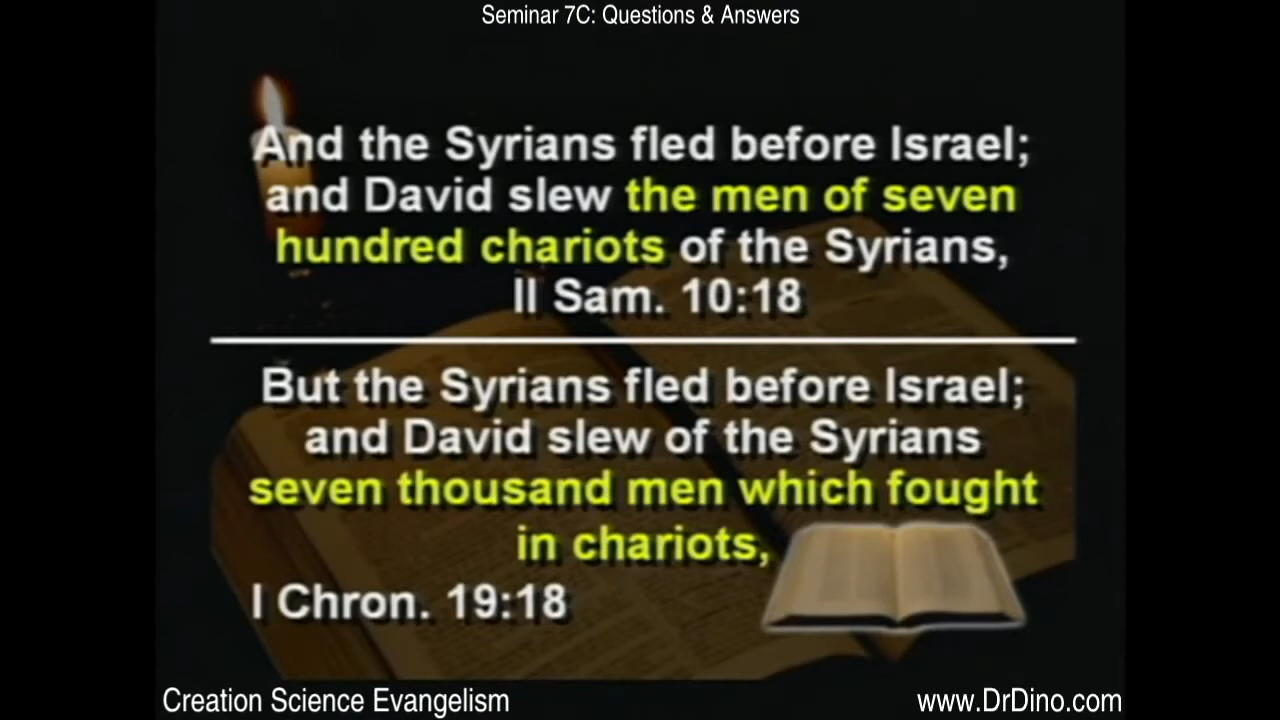 Seminar 7C: Questions & Answers
And the Syrians fled before Israel;
and David slew the men of seven
hundred chariots of the Syrians,
II Sam. 10:18
But the Syrians fled before Israel;
and David slew of the Syrians
seven thousand men which fought
in chariots,
I Chron. 19:18
Creation Science Evangelism
www.DrDino.com